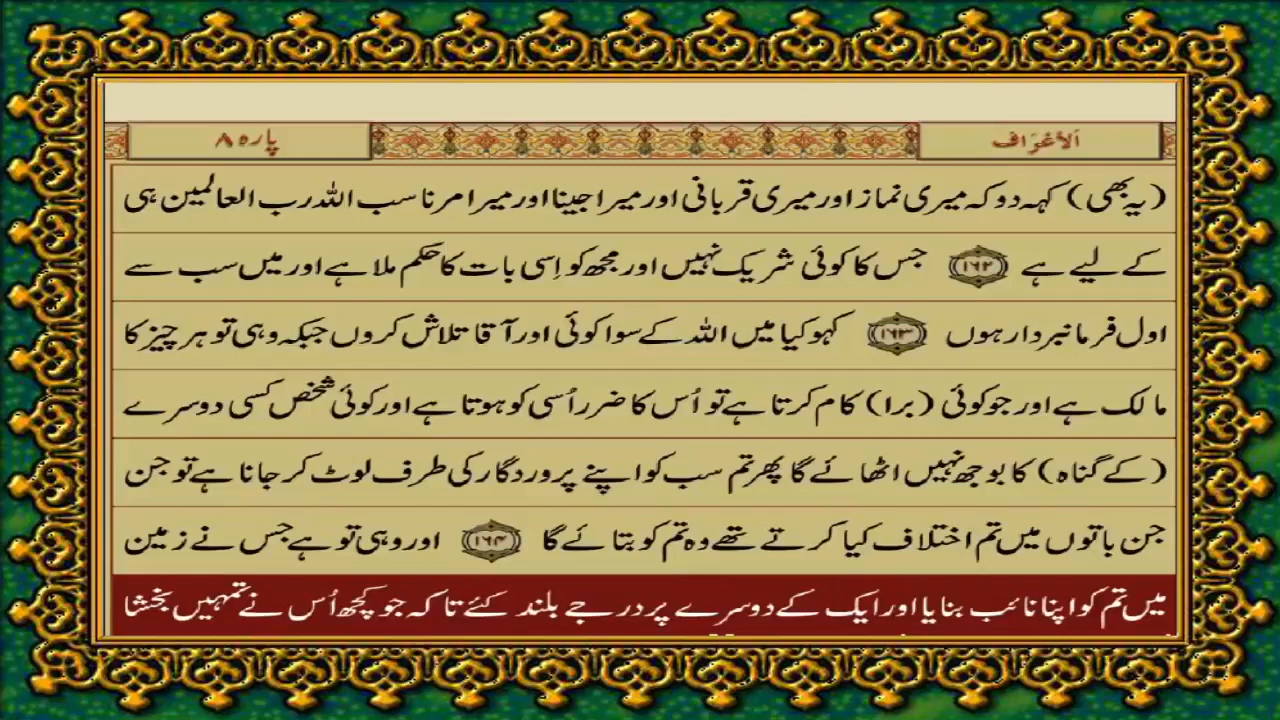 اَلۡاَعۡرَاف
پارہ ۸
(یہ بھی) کہہ دو کہ میری نماز اور میری قربانی اور میرا جینا اور میرا مرنا سب اللہ رب العالمین ہی
کے لیے ہے ﴿۱۶۲﴾ جس کا کوئی شریک نہیں اور مجھ کو اِسی بات کا حکم ملا ہے اور میں سب سے
اول فرمانبردار ہوں ﴿۱۶۳﴾ کہو کیا میں اللہ کے سوا کوئی اور آقا تلاش کروں جبکہ وہی تو ہر چیز کا
مالک ہے اور جو کوئی (برا) کام کرتا ہے تو اُس کا ضرر اُسی کو ہوتا ہے اور کوئی شخص کسی دوسرے
(کے گناہ) کا بوجھ نہیں اٹھائے گا پھر تم سب کو اپنے پروردگار کی طرف لوٹ کر جانا ہے تو جن
جن باتوں میں تم اختلاف کیا کرتے تھے وہ تم کو بتائے گا ﴿۱۶۴﴾ اور وہی تو ہے جس نے زمین
میں تم کو اپنا نائب بنایا اور ایک کے دوسرے پر درجے بلند کئے تاکہ جو کچھ اُس نے تمہیں بخشا